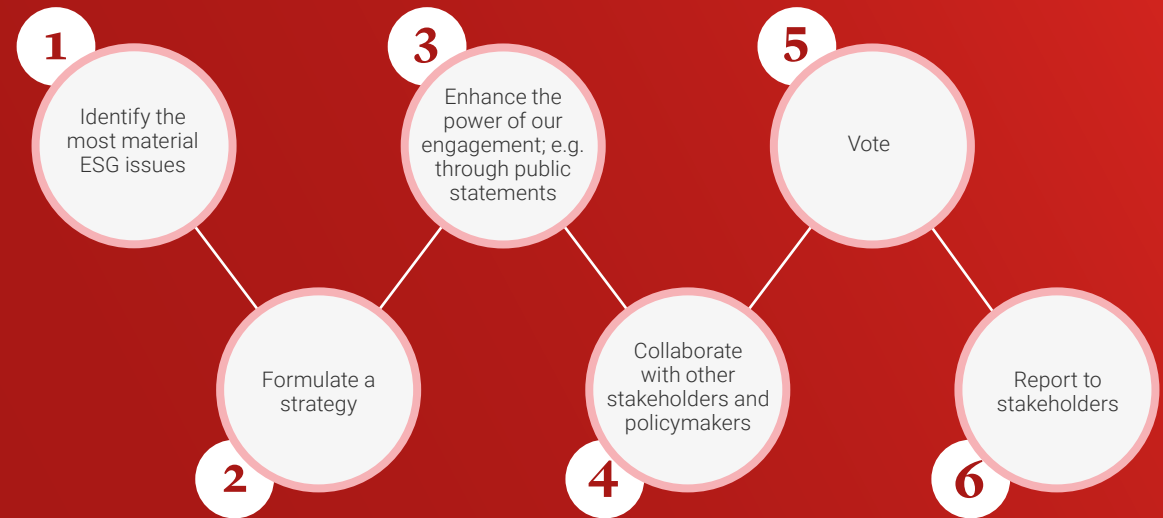 1
Identify the
most material
ESG issues
2
Formulate a
strategy
3
Enhance the
power of our
engagement; e.g.
through public
statements
4
Collaborate
with other
stakeholders and
policymakers
5
Vote
6
Report to
stakeholders